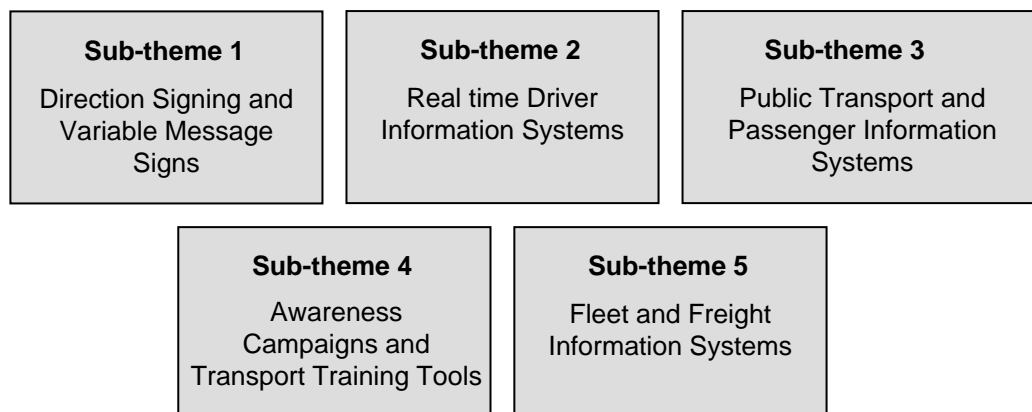 Sub-theme 1
Direction Signing and
Variable Message
Signs
Sub-theme 2
Real time Driver
Information Systems
Sub-theme 3
Public Transport and
Passenger Information
Systems
Sub-theme 4
Awareness
Campaigns and
Transport Training Tools
Sub-theme 5
Fleet and Freight
Information Systems